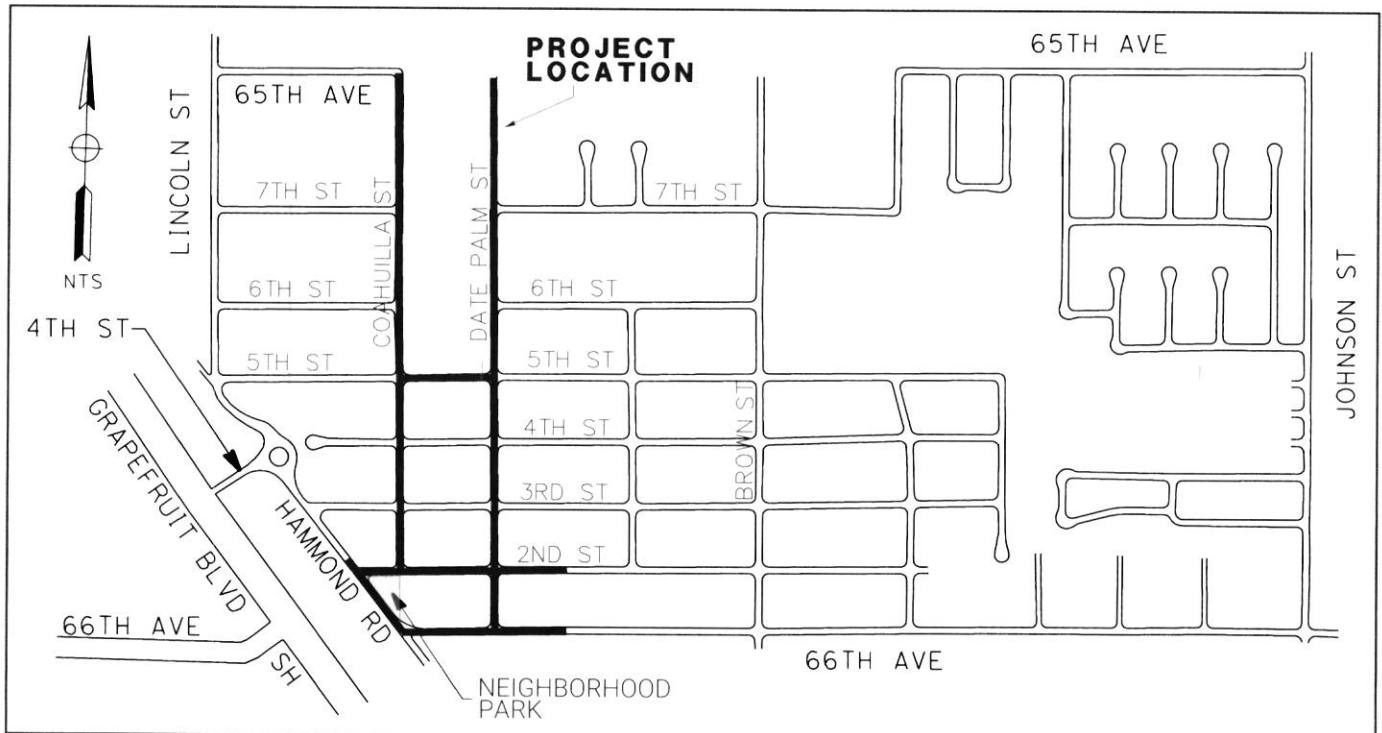 PROJECT
LOCATION
65TH AVE
65TH AVE
LINCOLN ST
7TH ST
COAHUILLA ST
DATE PALM ST
7TH ST
NTS
6TH ST
6TH ST
JOHNSON ST
4TH ST
5TH ST
5TH ST
GRAPEFRUIT BLVD
4TH ST
BROWN ST
3RD ST
HAMMOND RD
2ND ST
66TH AVE
SH
66TH AVE
NEIGHBORHOOD
PARK